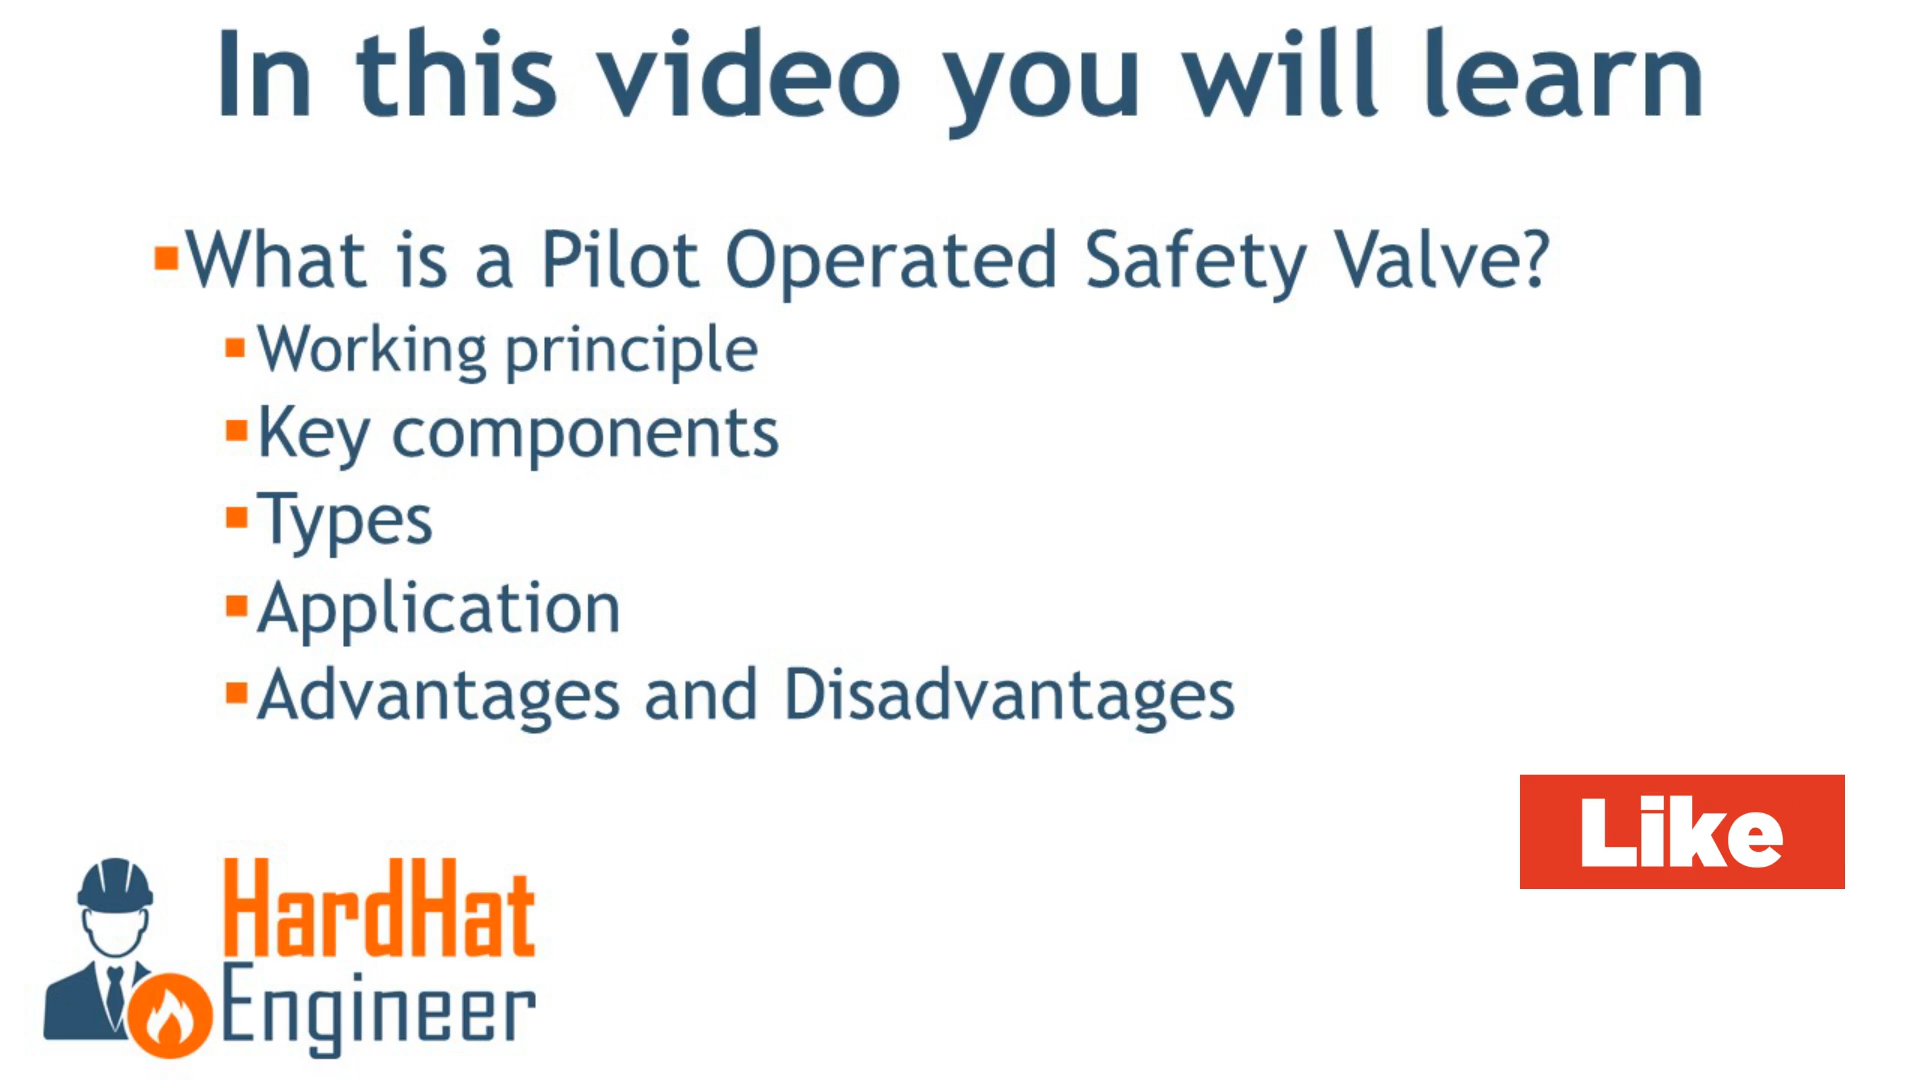 In this video you will learn
What is a Pilot Operated Safety Valve?
Working principle
Key components
Types
Application
Advantages and Disadvantages
Like
HardHat
Engineer